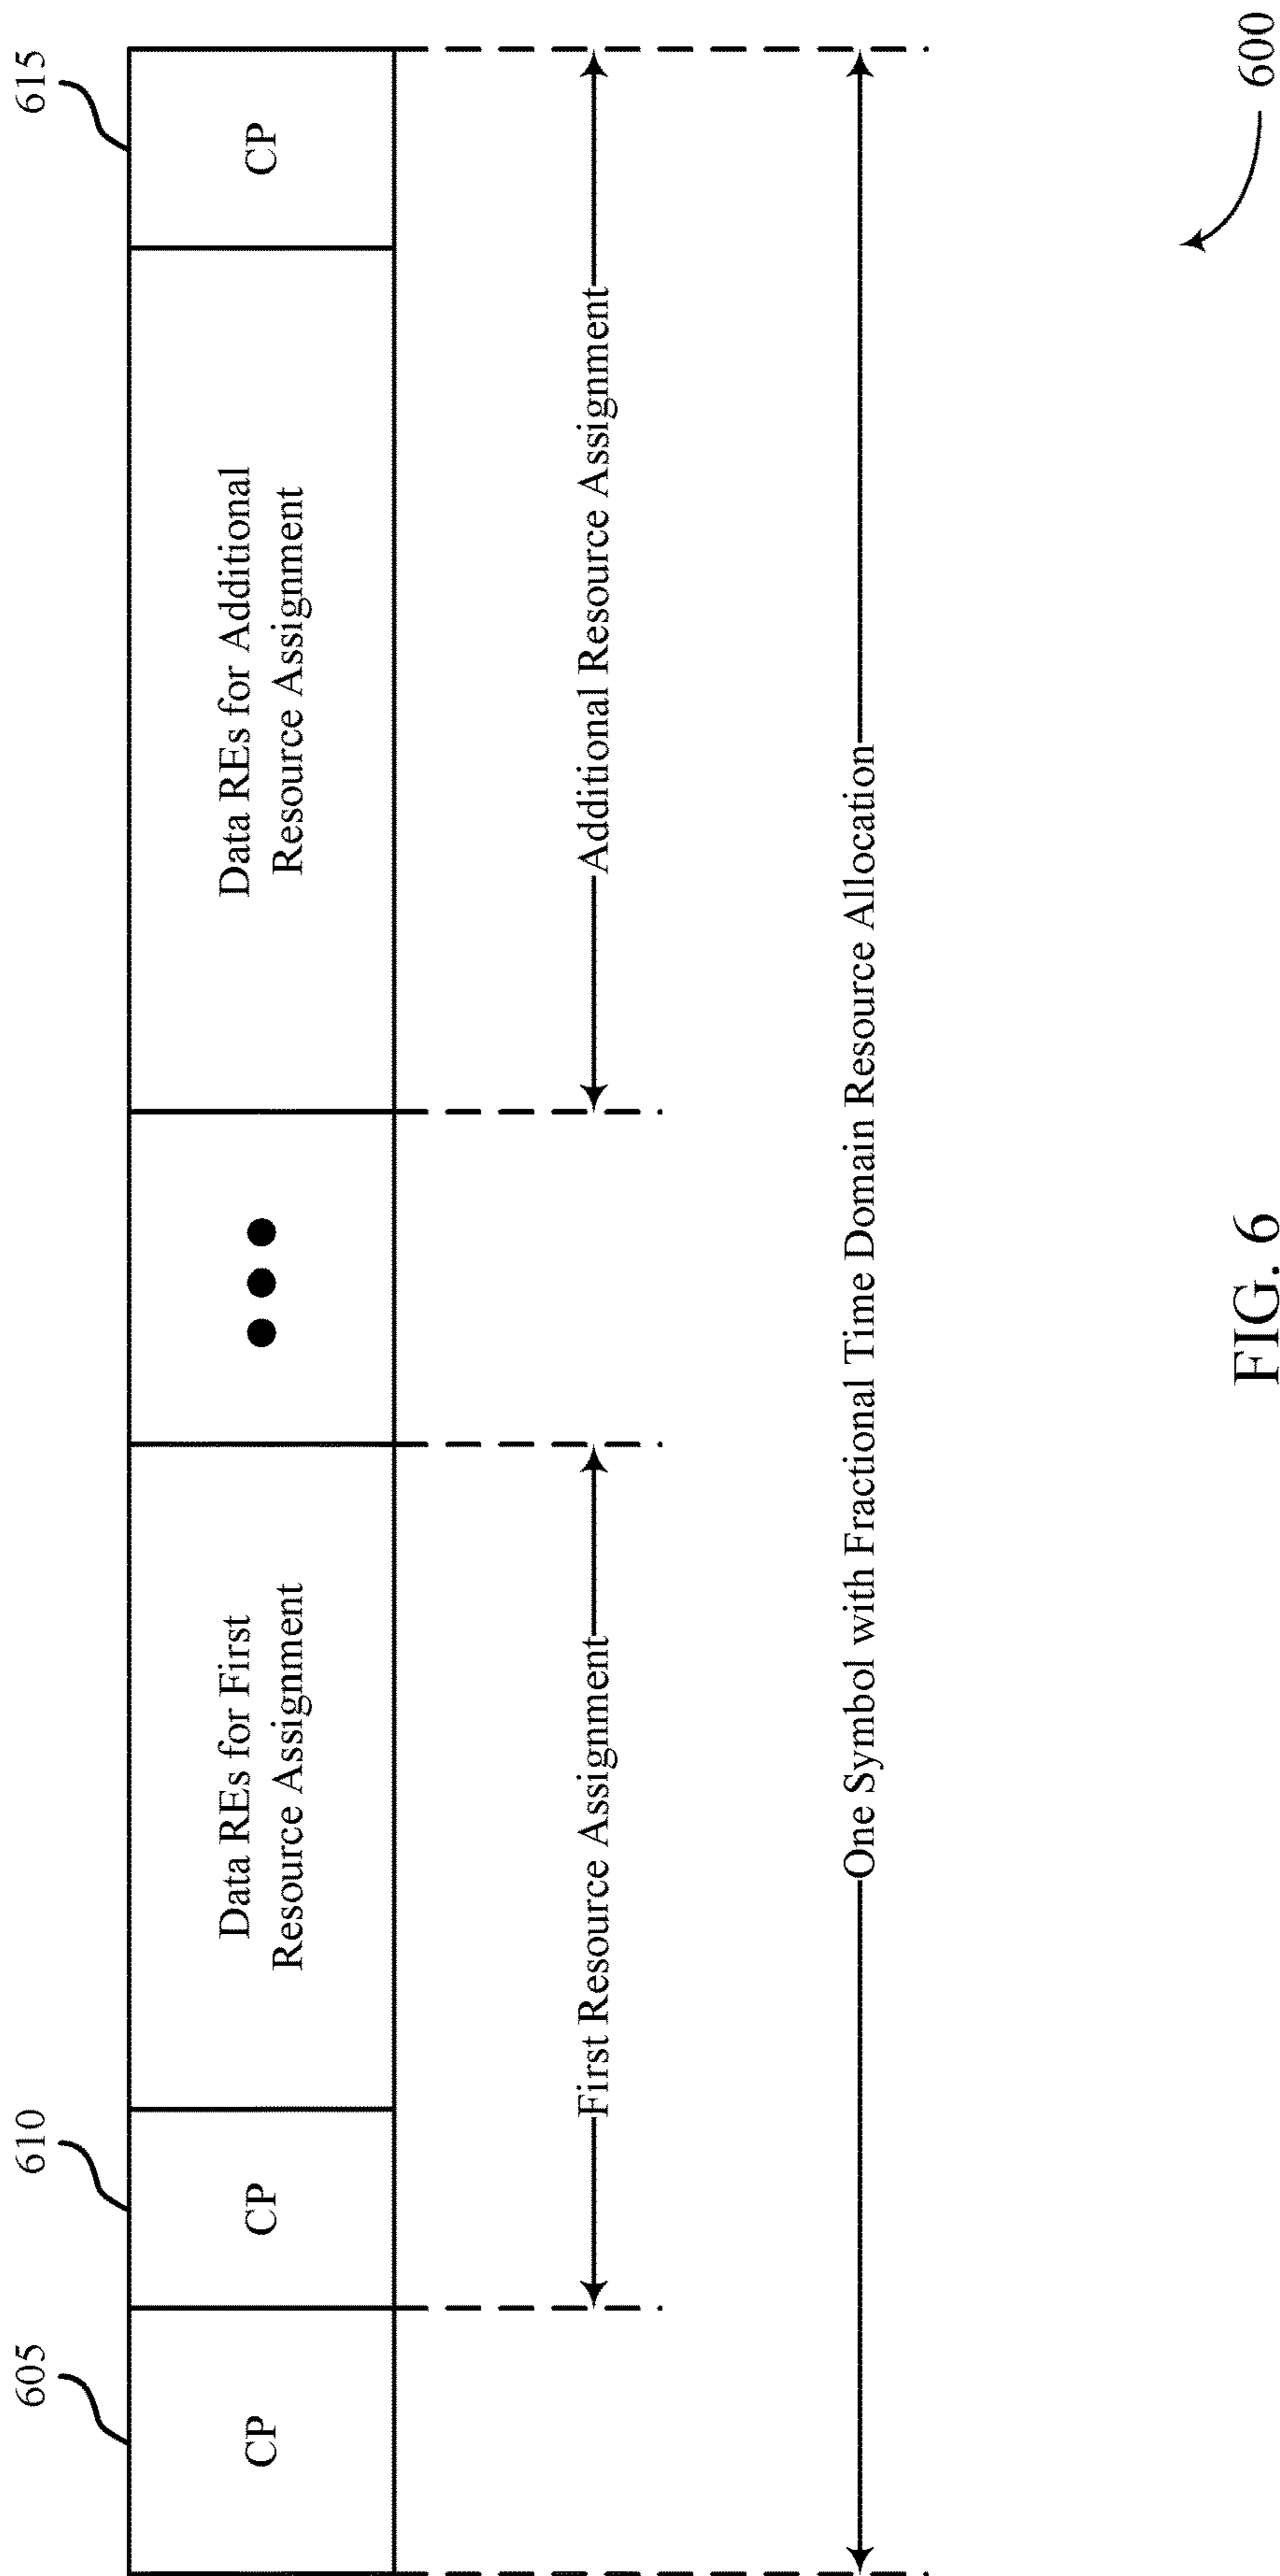 605
610
615
CP
CP
Data REs for First
Resource Assignment
●●●
Data REs for Additional
Resource Assignment
CP
First Resource Assignment
Additional Resource Assignment
One Symbol with Fractional Time Domain Resource Allocation
600
FIG. 6